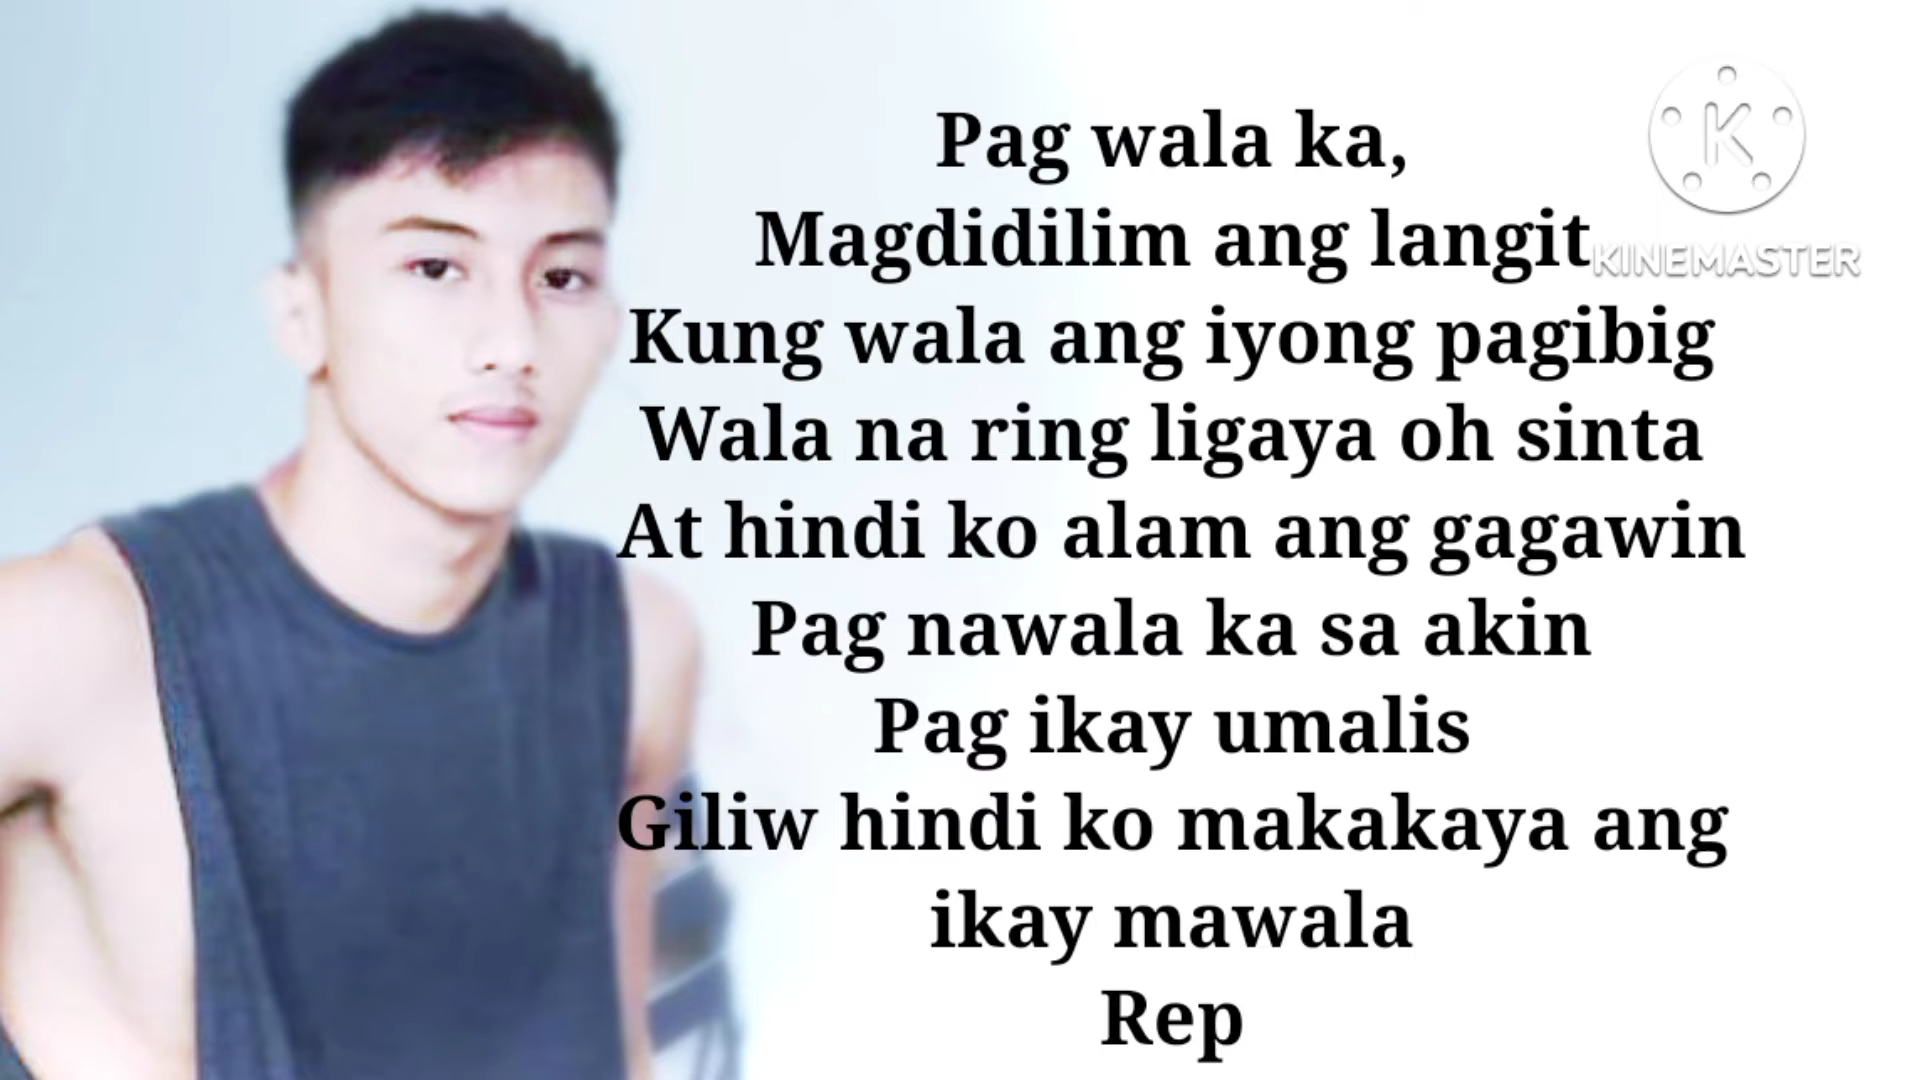 Pag wala ka,
Magdidilim ang langit
Kung wala ang iyong pagibig
Wala na ring ligaya oh sinta
At hindi ko alam ang gagawin
Pag nawala ka sa akin
Pag ikay umalis
Giliw hindi ko makakaya ang
ikay mawala
Rep
K
KINEMASTER